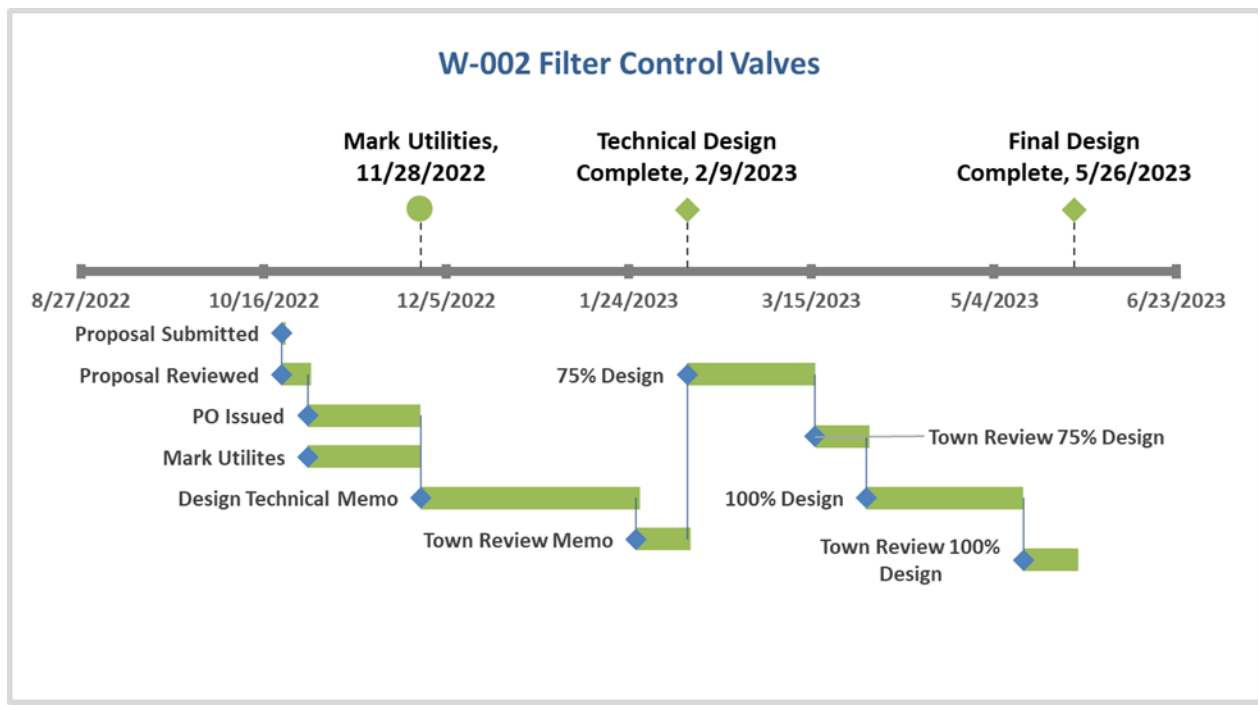 W-002 Filter Control Valves
Mark Utilities,
11/28/2022
Technical Design
Complete, 2/9/2023
Final Design
Complete, 5/26/2023
8/27/2022
10/16/2022
12/5/2022
1/24/2023
3/15/2023
5/4/2023
6/23/2023
Proposal Submitted
Proposal Reviewed
75% Design
PO Issued
Town Review 75% Design
Mark Utilites
Design Technical Memo
100% Design
Town Review Memo
Town Review 100%
Design